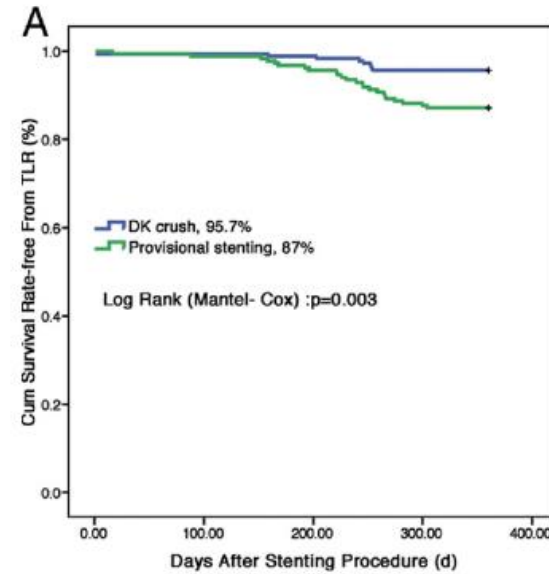 A
Cum Survival Rate-free From TLR (%)
1.0
0.8
0.6
0.4
0.2
0.0
DK crush, 95.7%
Provisional stenting, 87%
Log Rank (Mantel- Cox) :p=0.003
0.00 100.00 200.00 300.00 400.00
Days After Stenting Procedure (d)